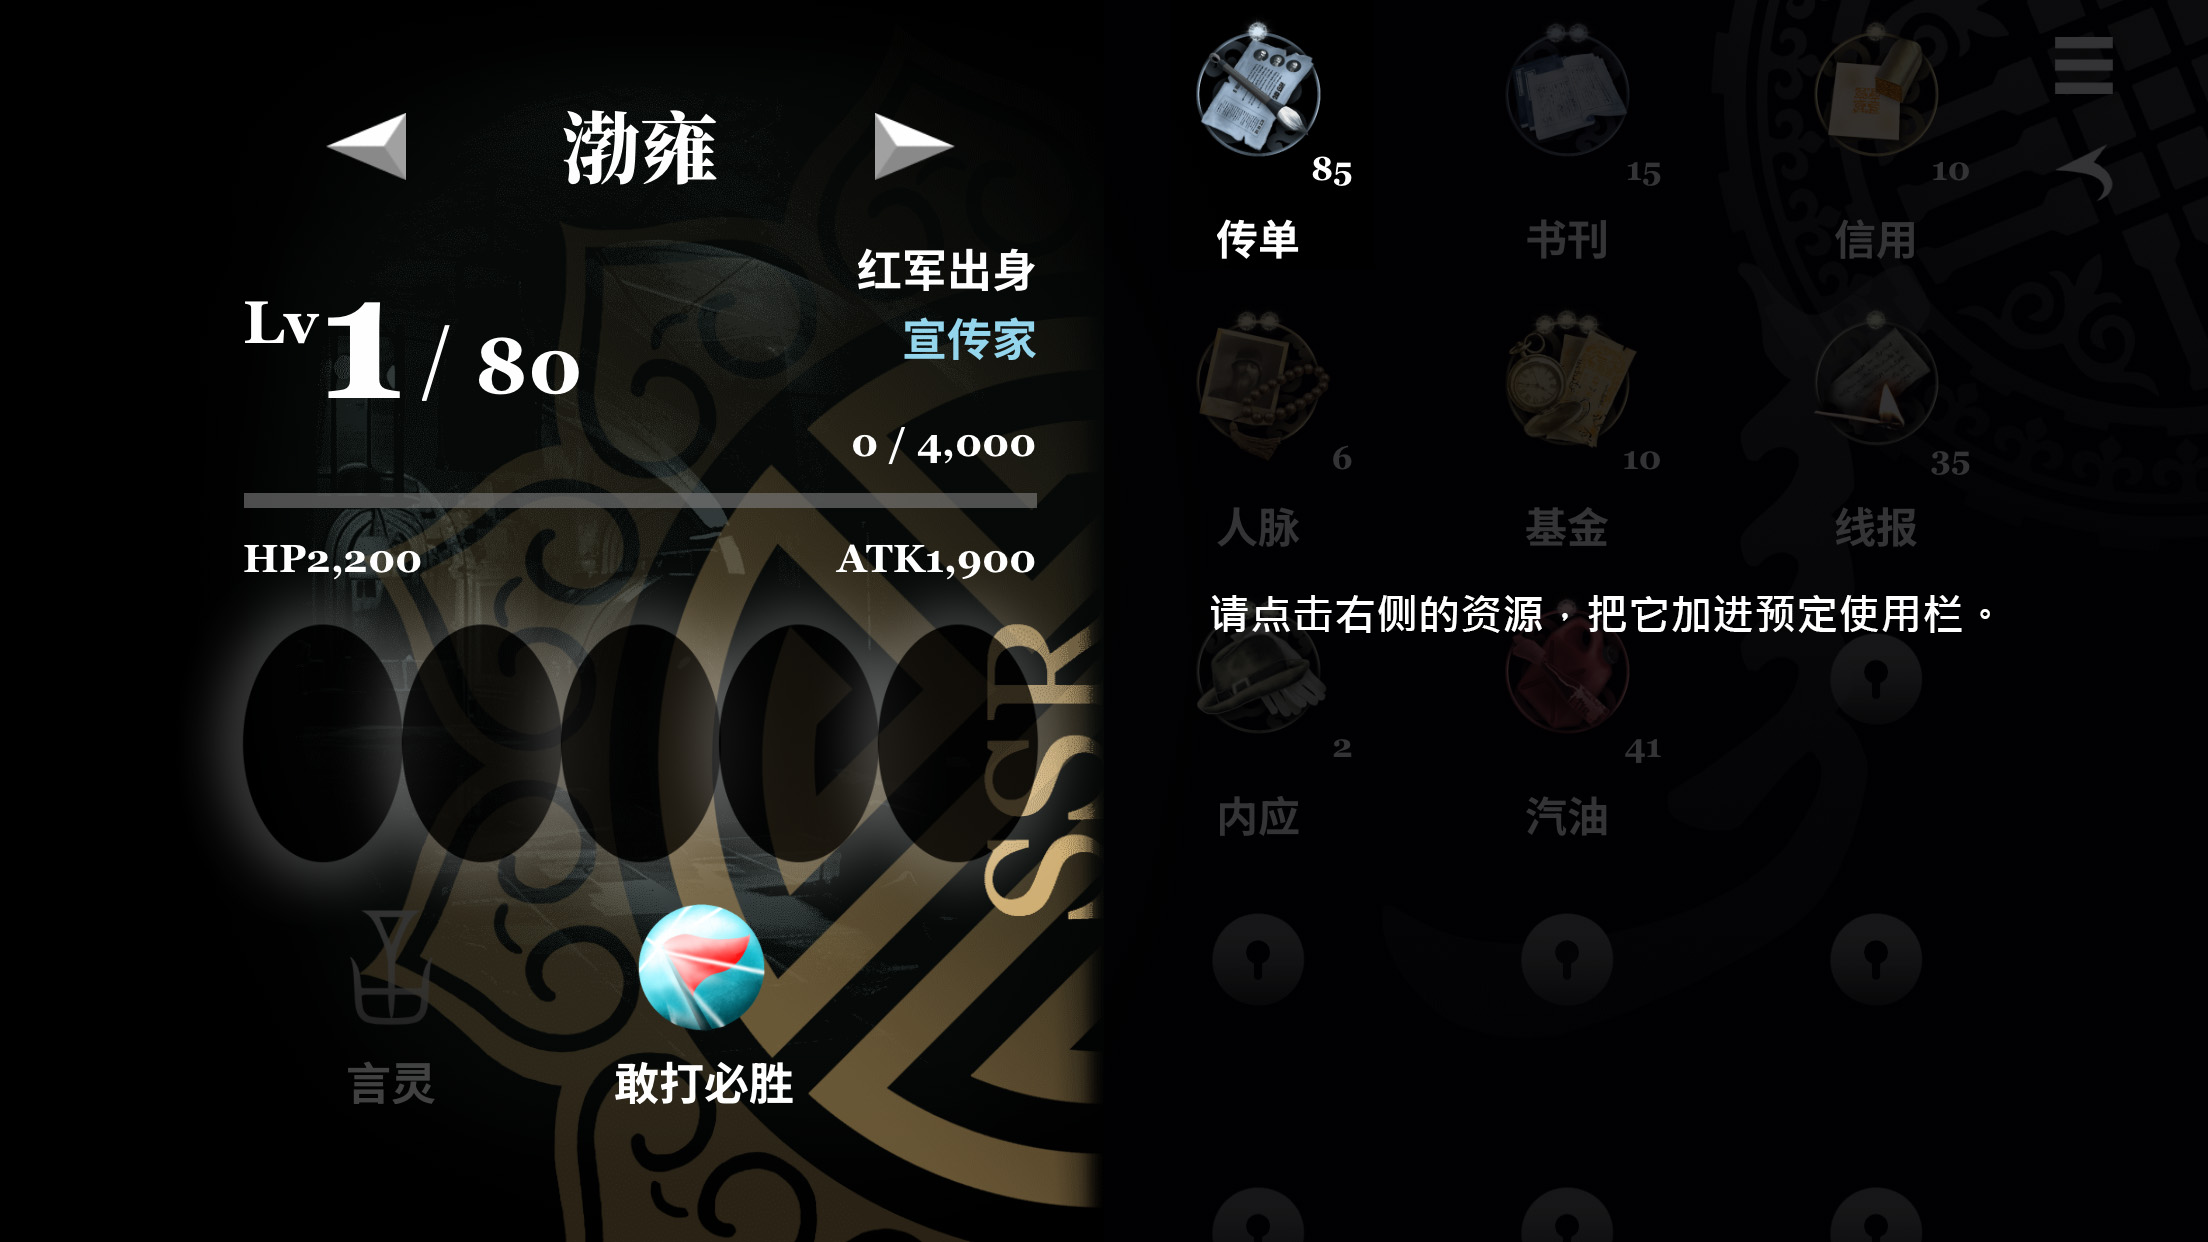 渤雍
红军出身
Lv1 / 80
宣传家
0 / 4,000
HP2,200
ATK1,900
SSR
言灵
敢打必胜
85
传单
15
书刊
10
信用
6
人脉
10
基金
35
线报
请点击右侧的资源，把它加进预定使用栏。
2
内应
41
汽油